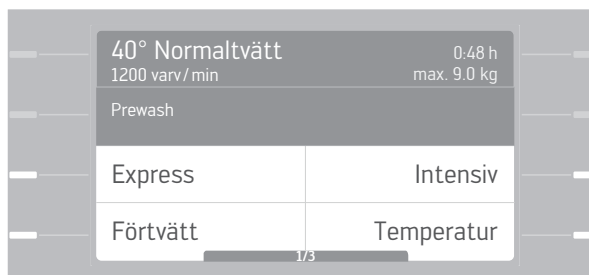 40° Normaltvätt 0:48 h
1200 varv/min max. 9.0 kg
Prewash
Express Intensiv
Förtvätt Temperatur
1/3